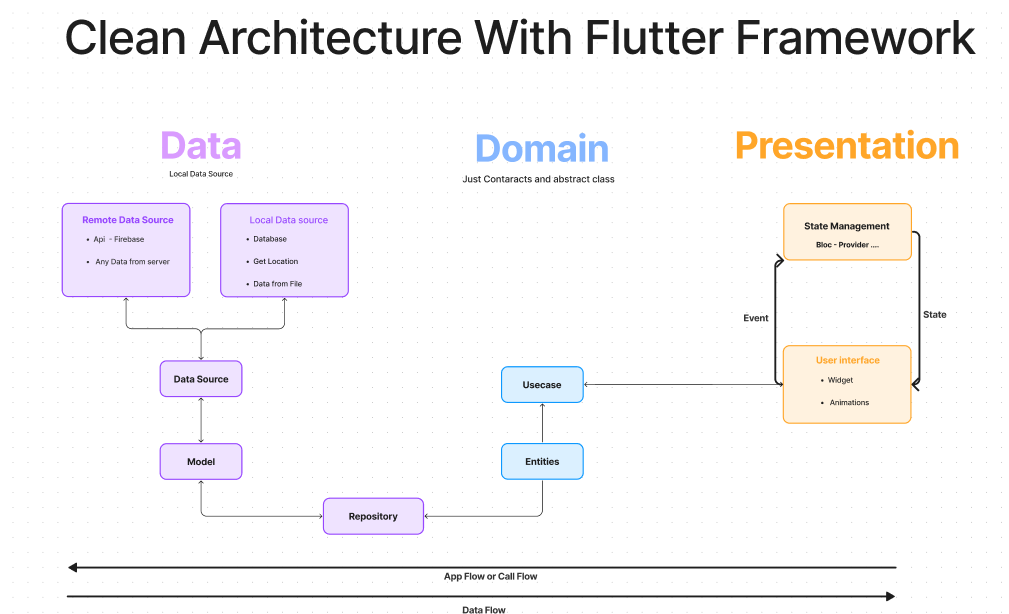 Clean Architecture With Flutter Framework
Data
Local Data Source
Domain
Just Contaracts and abstract class
Presentation
Remote Data Source
• Api - Firebase
• Any Data from server
Local Data source
• Database
• Get Location
• Data from File
State Management
Bloc - Provider ....
Event
State
User interface
• Widget
• Animations
Data Source
Usecase
Model
Entities
Repository
App Flow or Call Flow
Data Flow